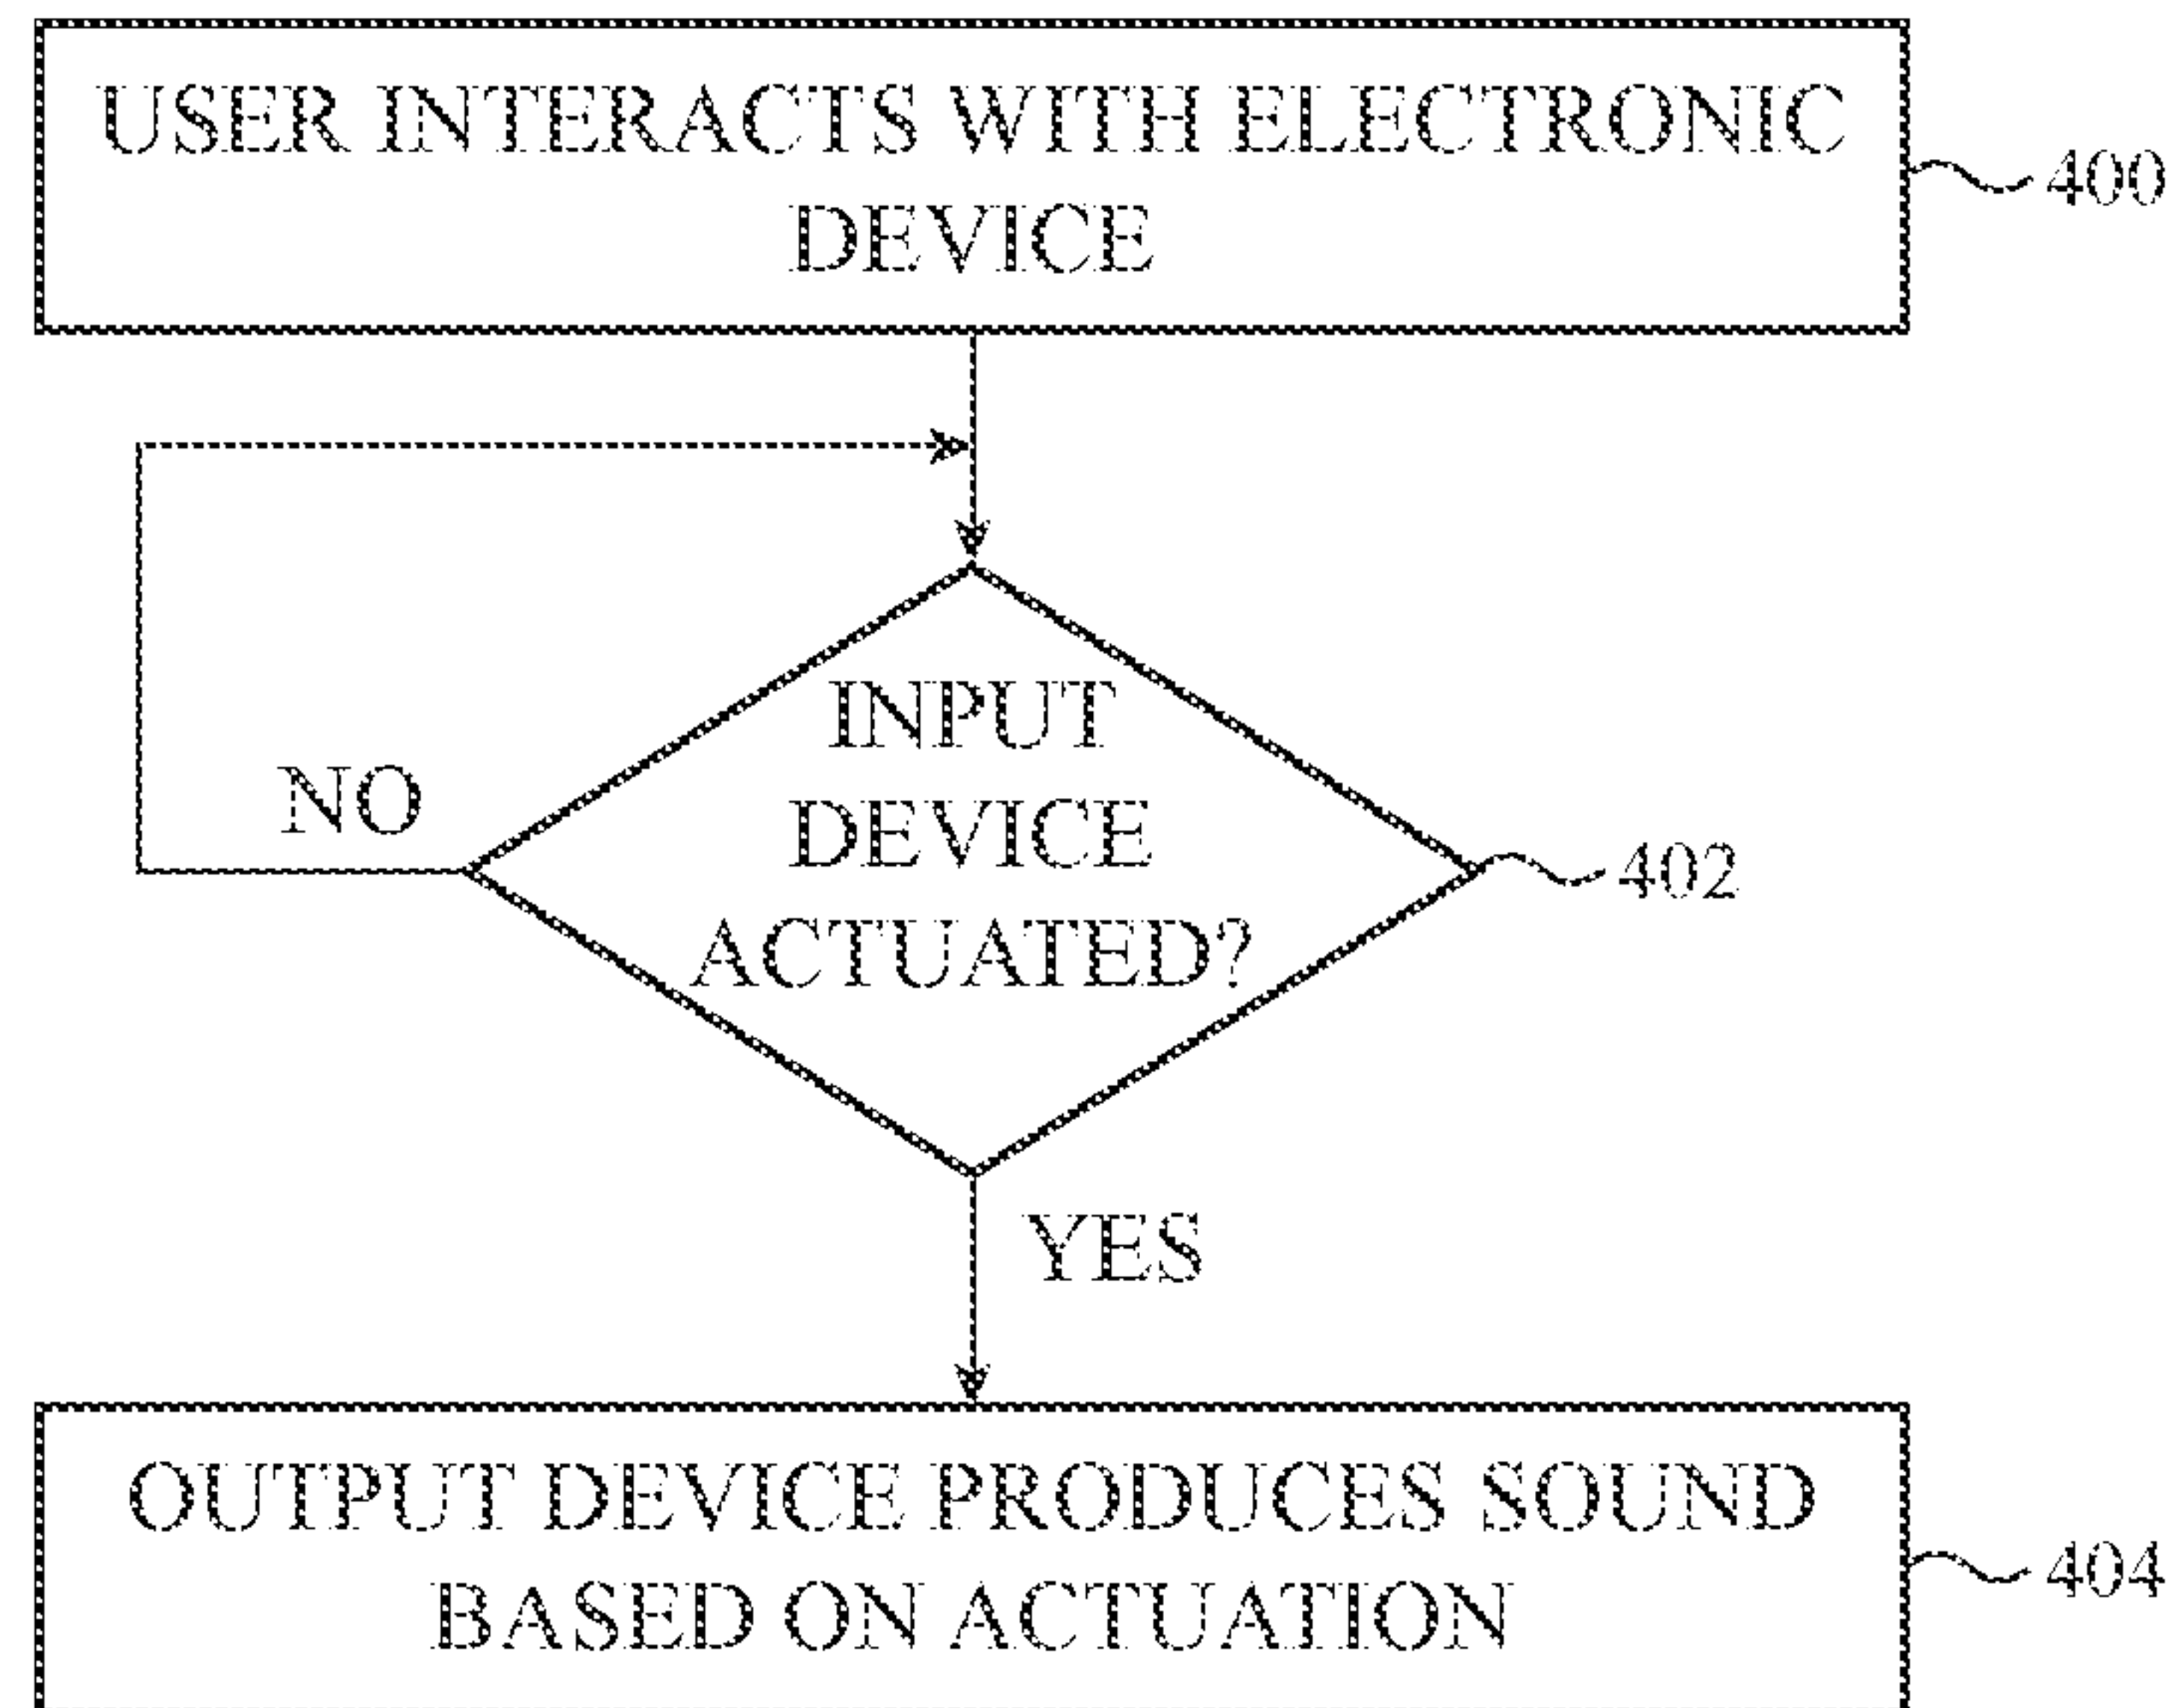 USER INTERACTS WITH ELECTRONIC
DEVICE
400
INPUT
DEVICE
ACTUATED?
NO
402
YES
OUTPUT DEVICE PRODUCES SOUND
BASED ON ACTUATION
404